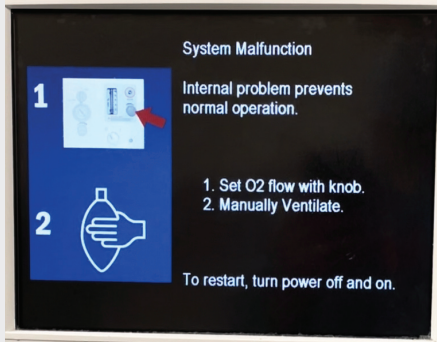 System Malfunction
1
Internal problem prevents
normal operation.
1. Set O2 flow with knob.
2
2. Manually Ventilate.
To restart, turn power off and on.